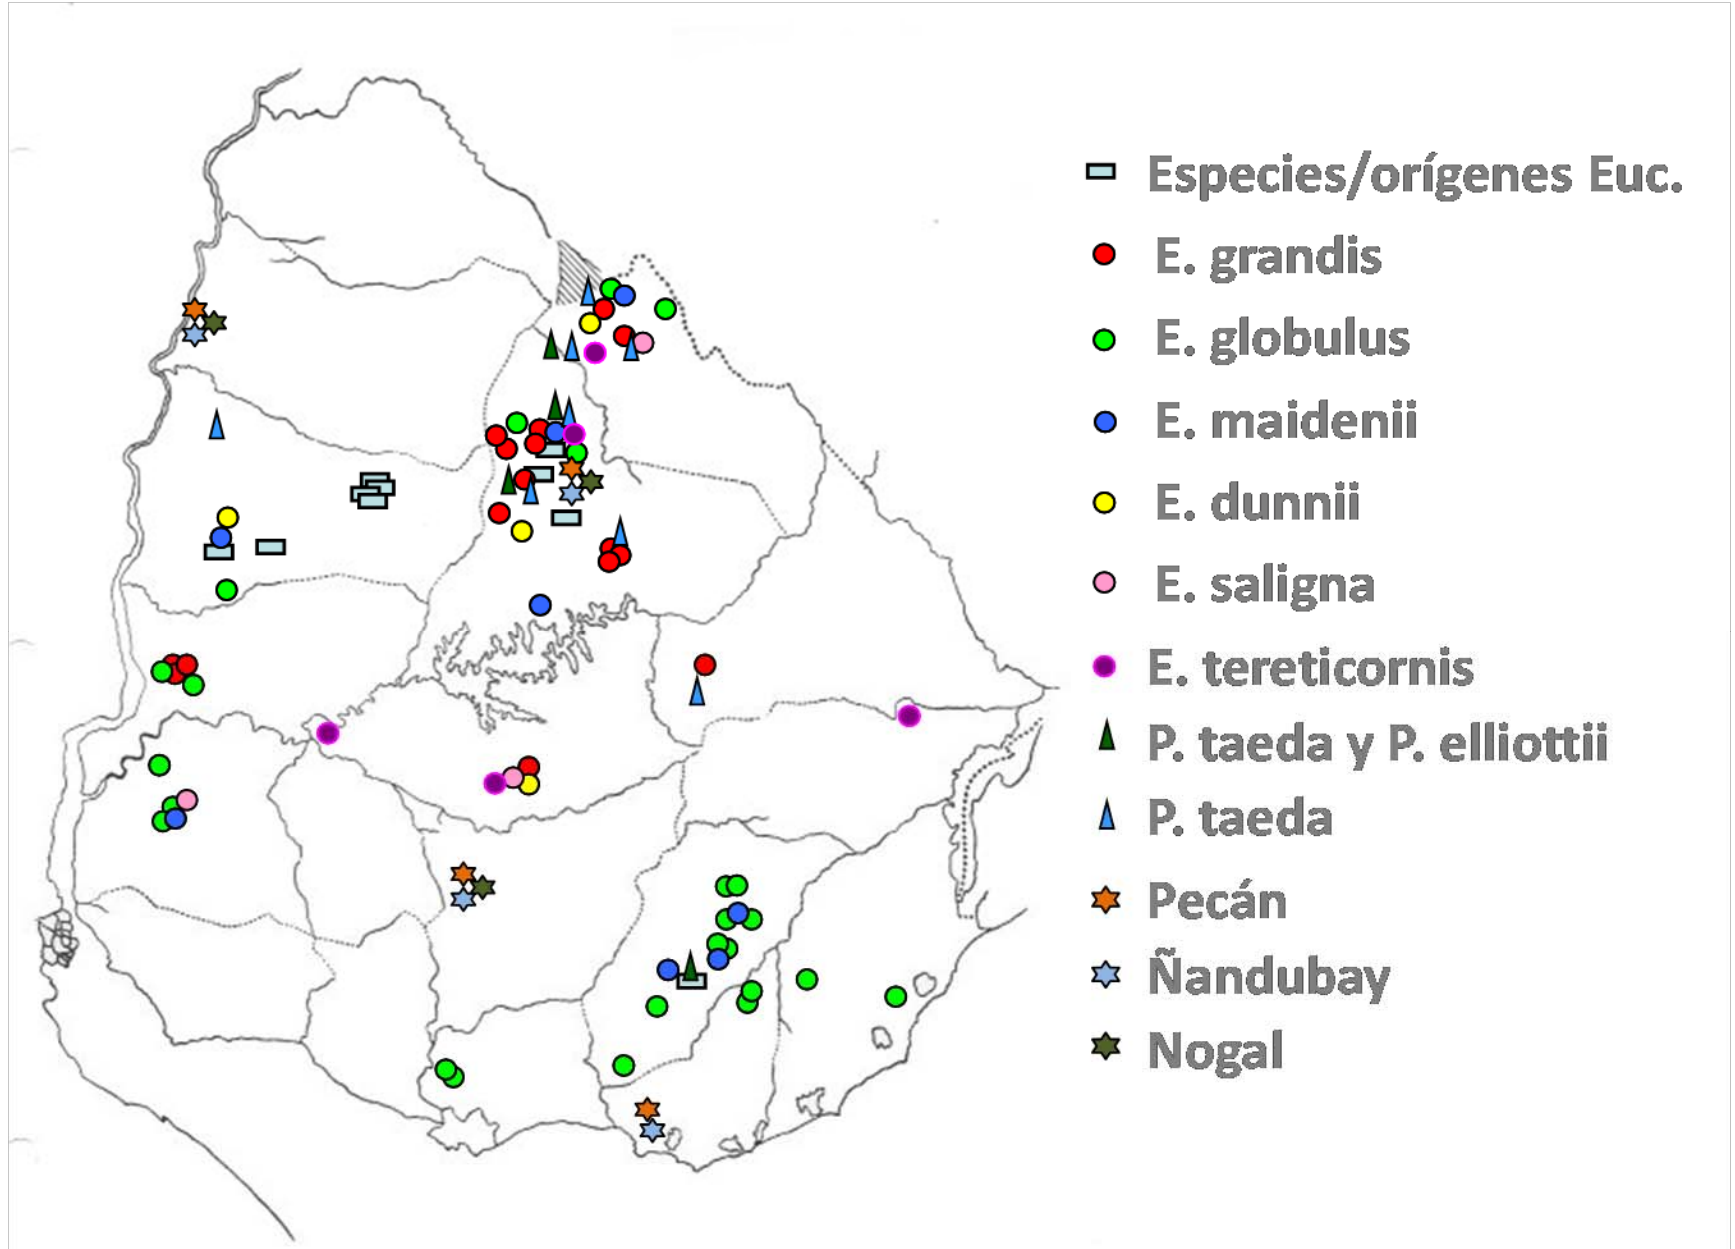 Especies/orígenes Euc.
E. grandis
E. globulus
E. maidenii
E. dunnii
E. saligna
E. tereticornis
P. taeda y P. elliottii
P. taeda
Pecán
Ñandubay
Nogal